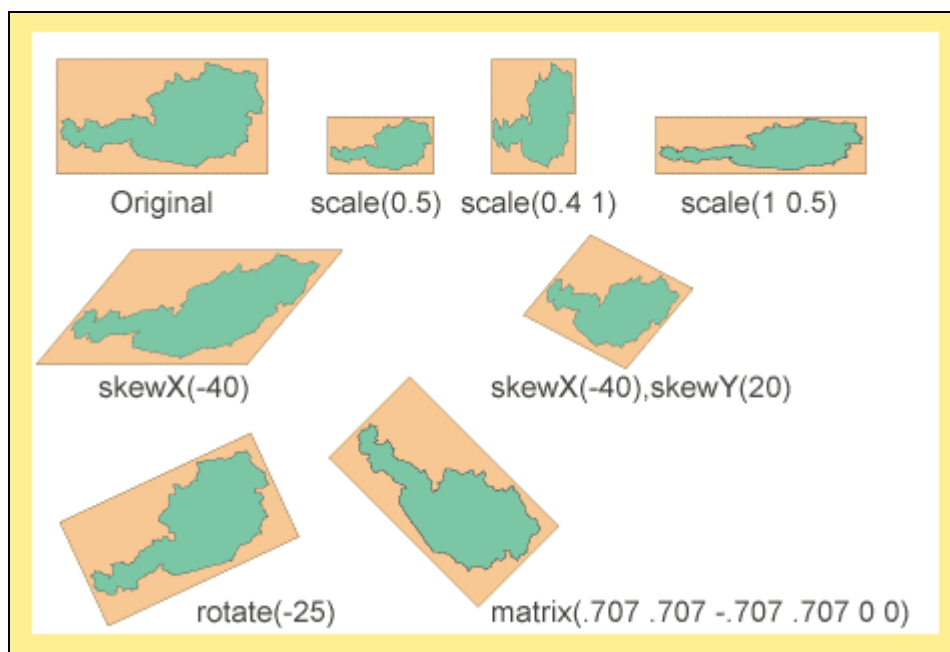 Original
scale(0.5)
scale(0.4 1)
scale(1 0.5)
skewX(-40)
skewX(-40),skewY(20)
rotate(-25)
matrix(.707 .707 -.707 .707 0 0)